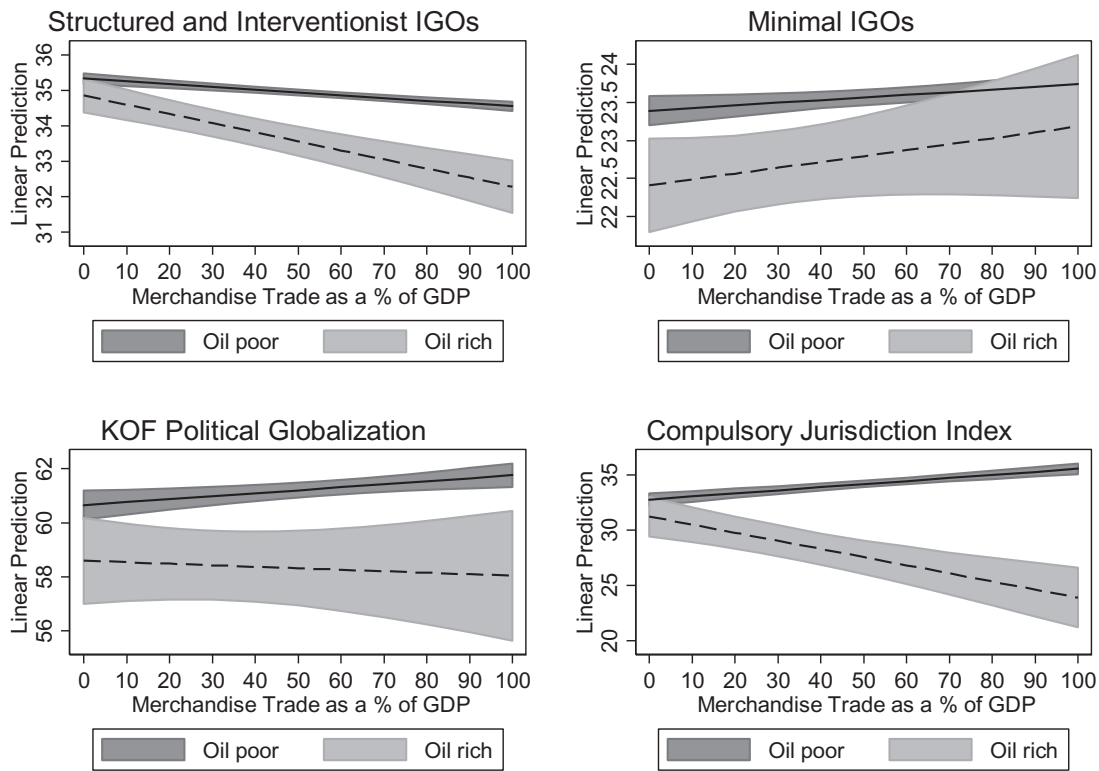 Structured and Interventionist IGOs
Linear Prediction
36
35
34
33
32
31
0 10 20 30 40 50 60 70 80 90 100
Merchandise Trade as a % of GDP
Oil poor Oil rich
Minimal IGOs
Linear Prediction
24
23.5
23
22.5
22
0 10 20 30 40 50 60 70 80 90 100
Merchandise Trade as a % of GDP
Oil poor Oil rich
KOF Political Globalization
Linear Prediction
62
60
58
56
0 10 20 30 40 50 60 70 80 90 100
Merchandise Trade as a % of GDP
Oil poor Oil rich
Compulsory Jurisdiction Index
Linear Prediction
35
30
25
20
0 10 20 30 40 50 60 70 80 90 100
Merchandise Trade as a % of GDP
Oil poor Oil rich